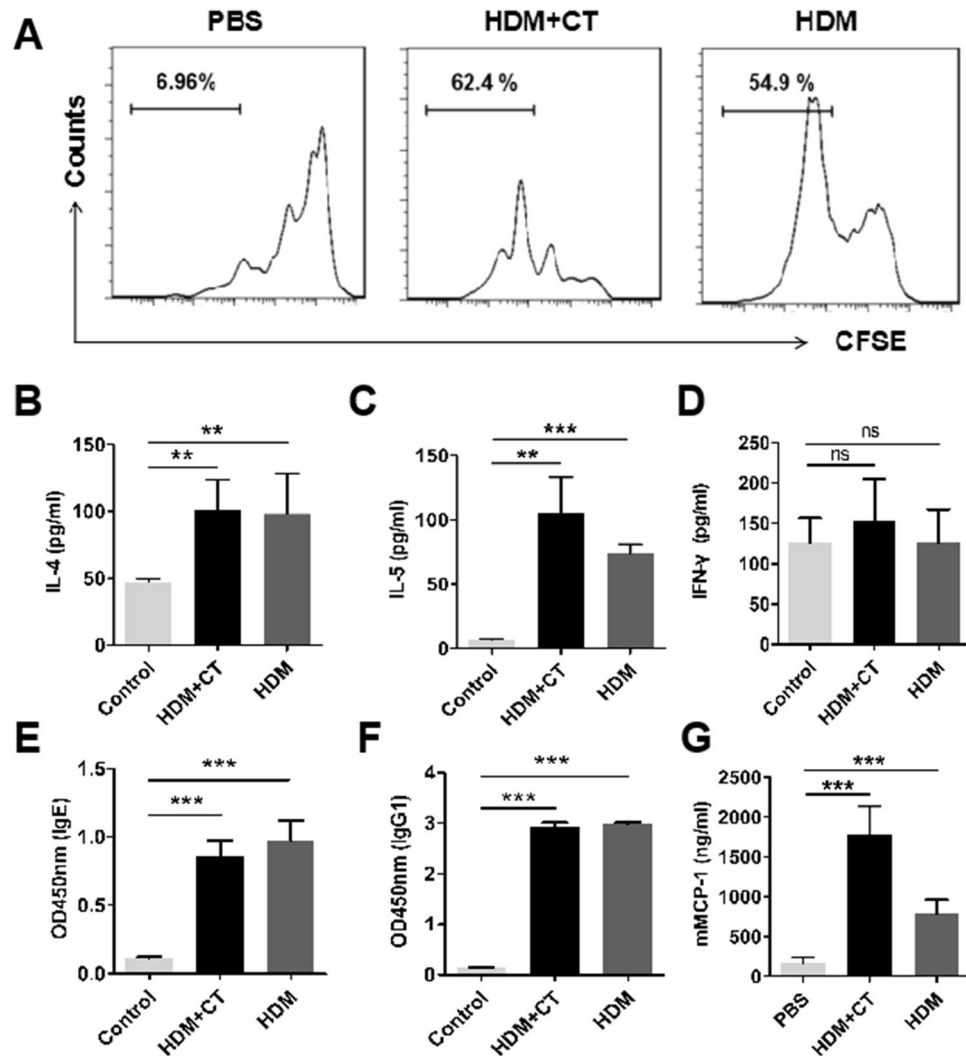 A
PBS
HDM+CT
HDM
6.96%
62.4 %
54.9 %
Counts
CFSE
B
**
**
IL-4 (pg/ml)
150
100
50
0
Control
HDM+CT
HDM
C
***
**
IL-5 (pg/ml)
150
100
50
0
Control
HDM+CT
HDM
D
ns
ns
IFN-γ (pg/ml)
250
200
150
100
50
0
Control
HDM+CT
HDM
E
***
***
OD450nm (IgE)
1.5
1.0
0.5
0.0
Control
HDM+CT
HDM
F
***
***
OD450nm (IgG1)
4
3
2
1
0
Control
HDM+CT
HDM
G
***
***
mMCP-1 (ng/ml)
2500
2000
1500
1000
500
0
PBS
HDM+CT
HDM